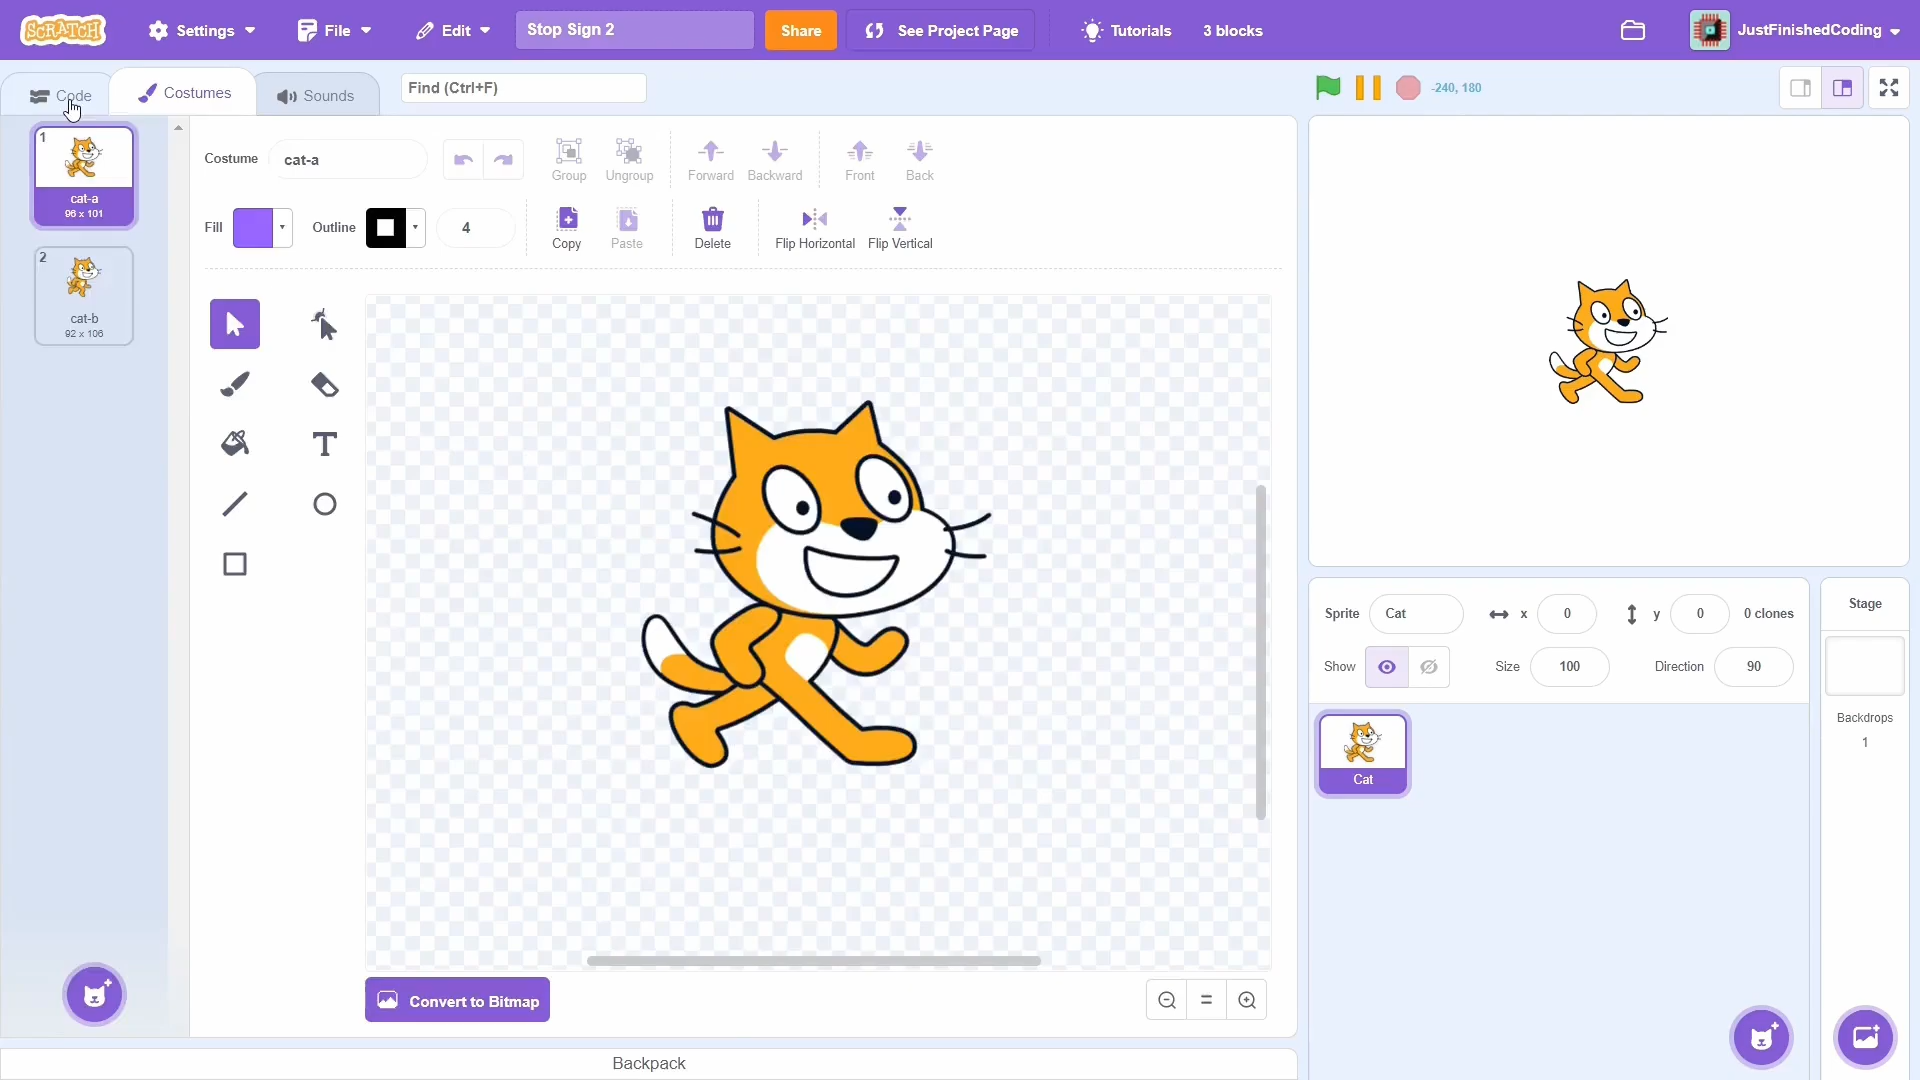 SCRATCH Settings File Edit Stop Sign 2 Share See Project Page Tutorials 3 blocks JustFinishedCoding
Code Costumes Sounds Find (Ctrl+F) -240, 180
1
cat-a
96 x 101
2
cat-b
92 x 106
Costume cat-a Group Ungroup Forward Backward Front Back
Fill Outline 4 Copy Paste Delete Flip Horizontal Flip Vertical
T
Convert to Bitmap
Backpack
Sprite Cat x 0 y 0 0 clones
Show Size 100 Direction 90
Cat
Stage
Backdrops
1